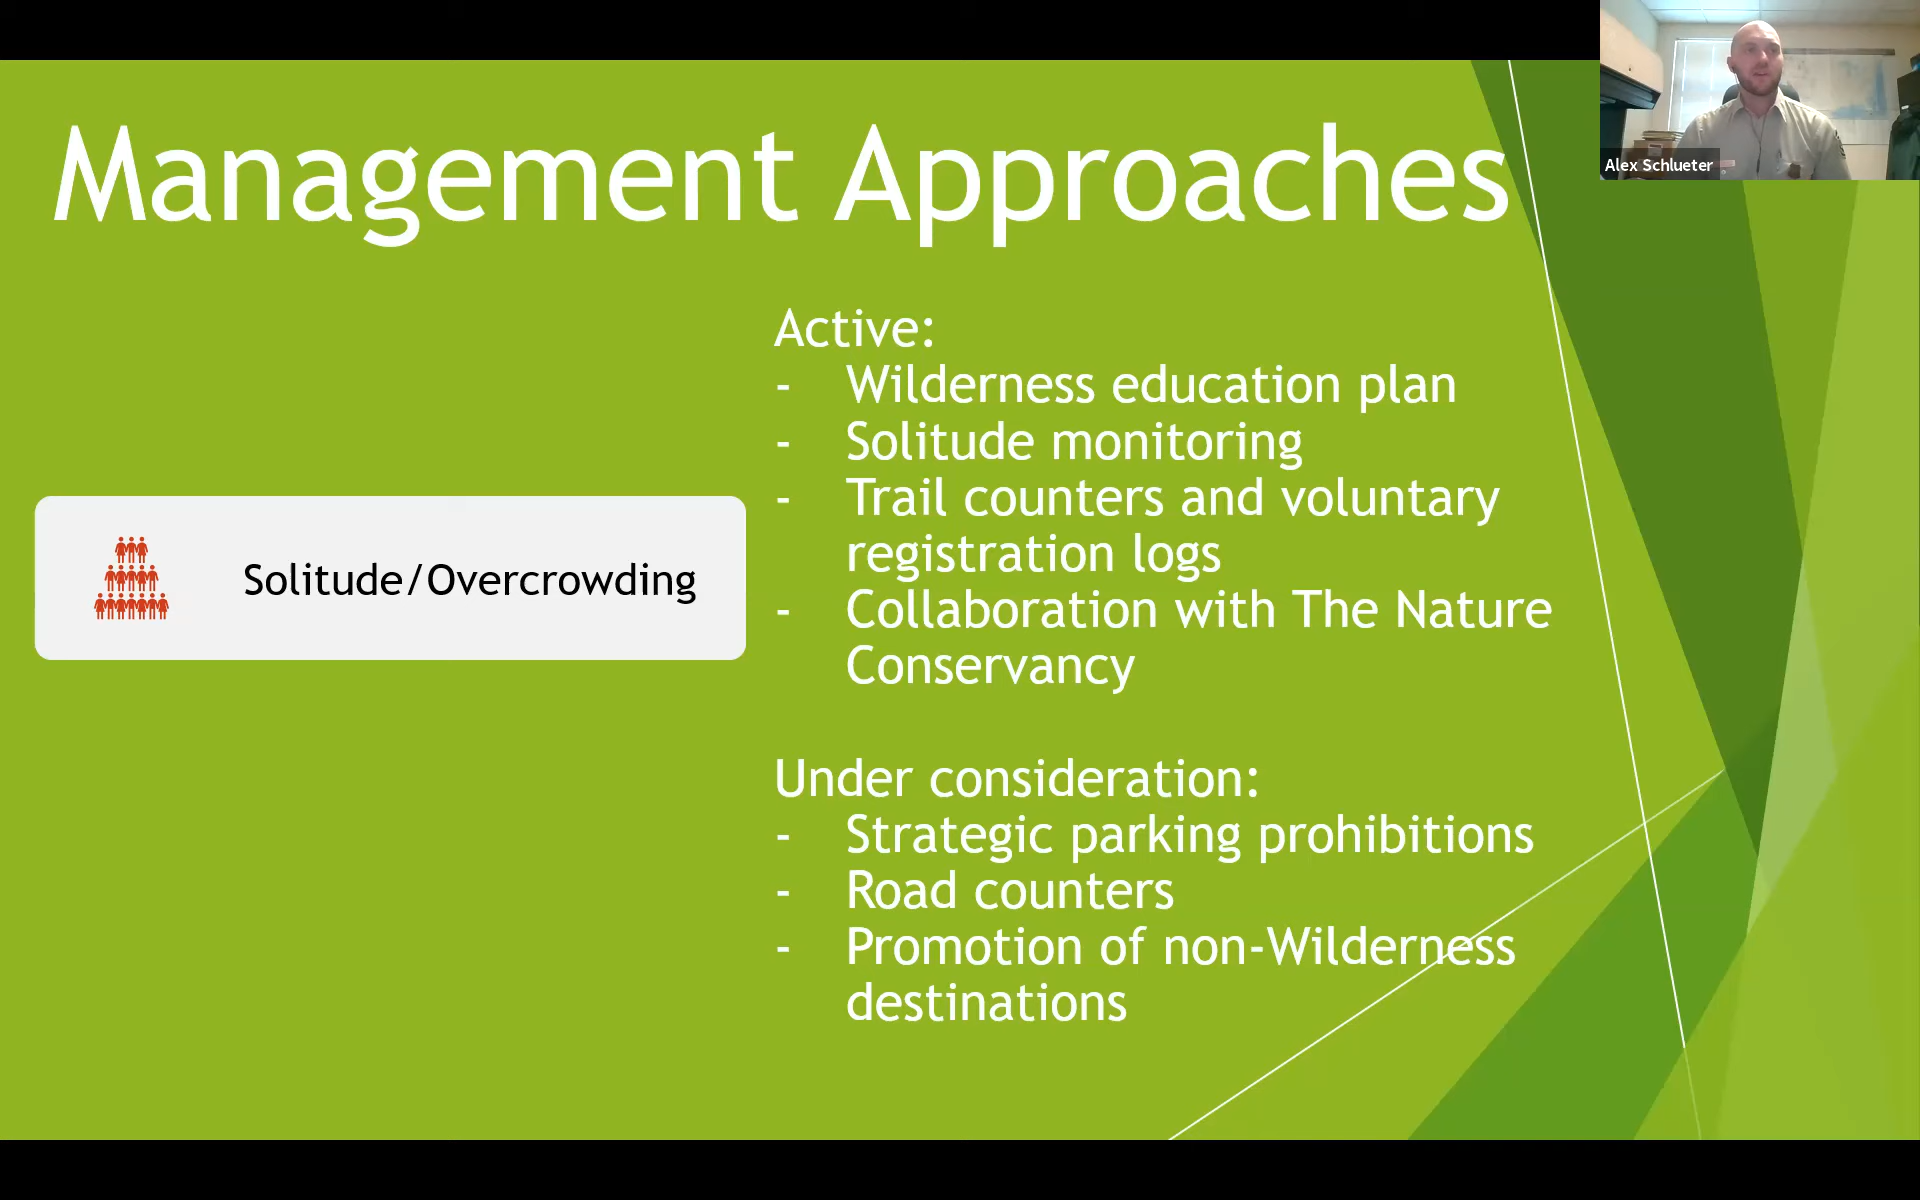 Management Approaches
Alex Schlueter
Active:
- Wilderness education plan
- Solitude monitoring
- Trail counters and voluntary
registration logs
- Collaboration with The Nature
Conservancy
Solitude/Overcrowding
Under consideration:
- Strategic parking prohibitions
- Road counters
- Promotion of non-Wilderness
destinations